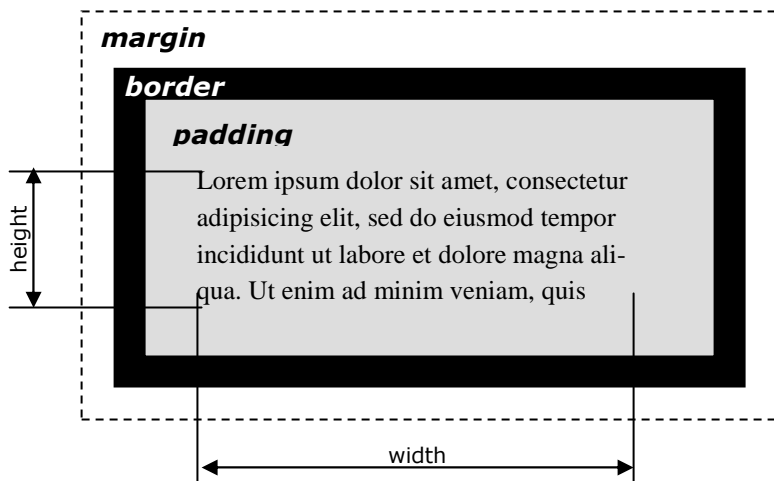 margin
border
padding
Lorem ipsum dolor sit amet, consectetur
adipisicing elit, sed do eiusmod tempor
incididunt ut labore et dolore magna ali-
qua. Ut enim ad minim veniam, quis
height
width